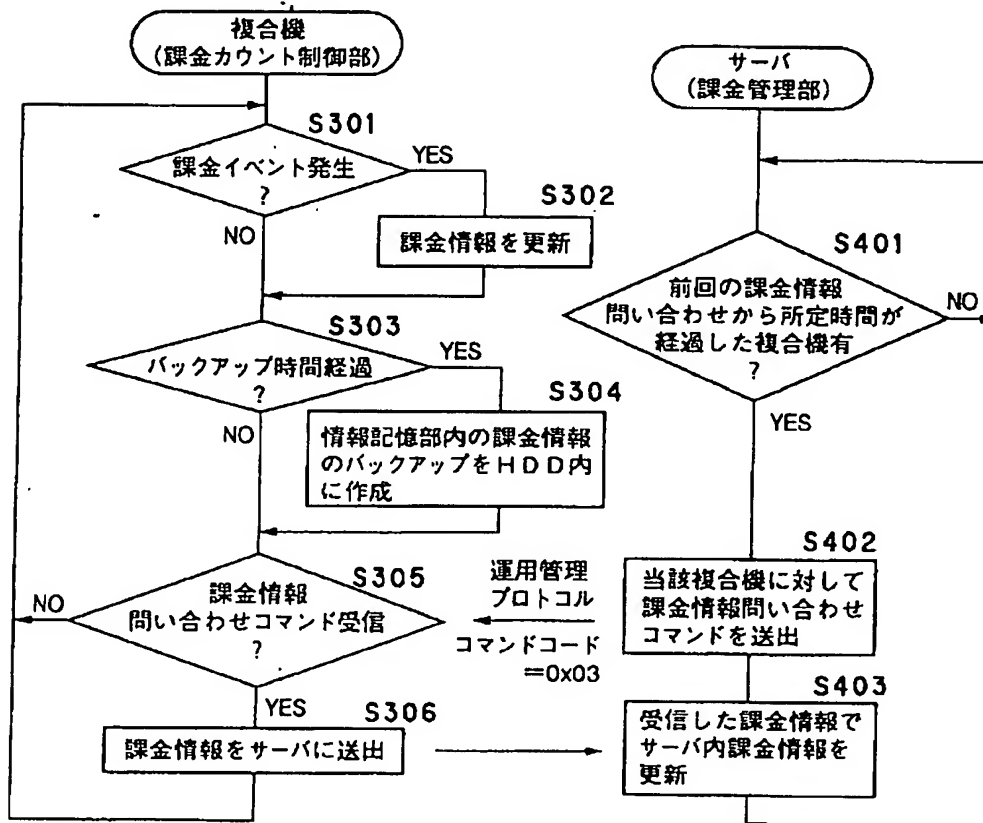 複合機
(課金カウント制御部)
S301
課金イベント発生
?
YES
NO
S302
課金情報を更新
S303
バックアップ時間経過
?
YES
NO
S304
情報記憶部内の課金情報
のバックアップをHDD内
に作成
S305
課金情報
問い合わせコマンド受信
?
NO
YES
S306
課金情報をサーバに送出
運用管理
プロトコル
コマンドコード
=0x03
サーバ
(課金管理部)
S401
前回の課金情報
問い合わせから所定時間が
経過した複合機有
?
NO
YES
S402
当該複合機に対して
課金情報問い合わせ
コマンドを送出
S403
受信した課金情報で
サーバ内課金情報を
更新